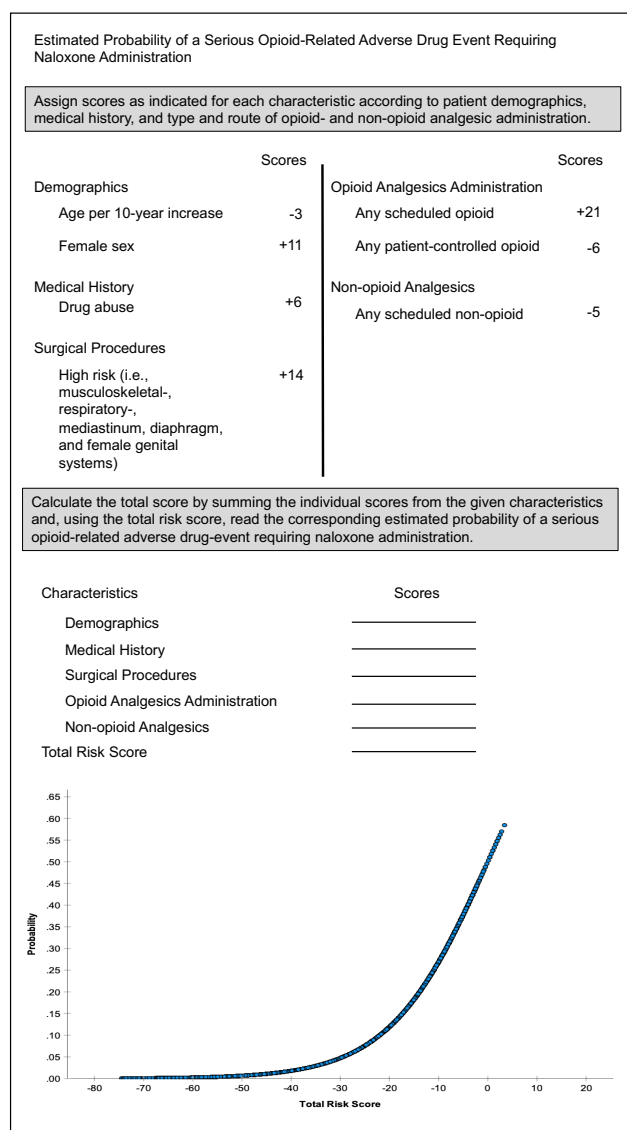 Estimated Probability of a Serious Opioid-Related Adverse Drug Event Requiring
Naloxone Administration
Assign scores as indicated for each characteristic according to patient demographics,
medical history, and type and route of opioid- and non-opioid analgesic administration.
Scores
Demographics
Age per 10-year increase -3
Female sex +11
Medical History
Drug abuse +6
Surgical Procedures
High risk (i.e., +14
musculoskeletal-,
respiratory-,
mediastinum, diaphragm,
and female genital
systems)
Scores
Opioid Analgesics Administration
Any scheduled opioid +21
Any patient-controlled opioid -6
Non-opioid Analgesics
Any scheduled non-opioid -5
Calculate the total score by summing the individual scores from the given characteristics
and, using the total risk score, read the corresponding estimated probability of a serious
opioid-related adverse drug-event requiring naloxone administration.
Characteristics Scores
Demographics
Medical History
Surgical Procedures
Opioid Analgesics Administration
Non-opioid Analgesics
Total Risk Score
.65
.60
.55
.50
.45
.40
.35
.30
.25
.20
.15
.10
.05
.00
Probability
-80 -70 -60 -50 -40 -30 -20 -10 0 10 20
Total Risk Score